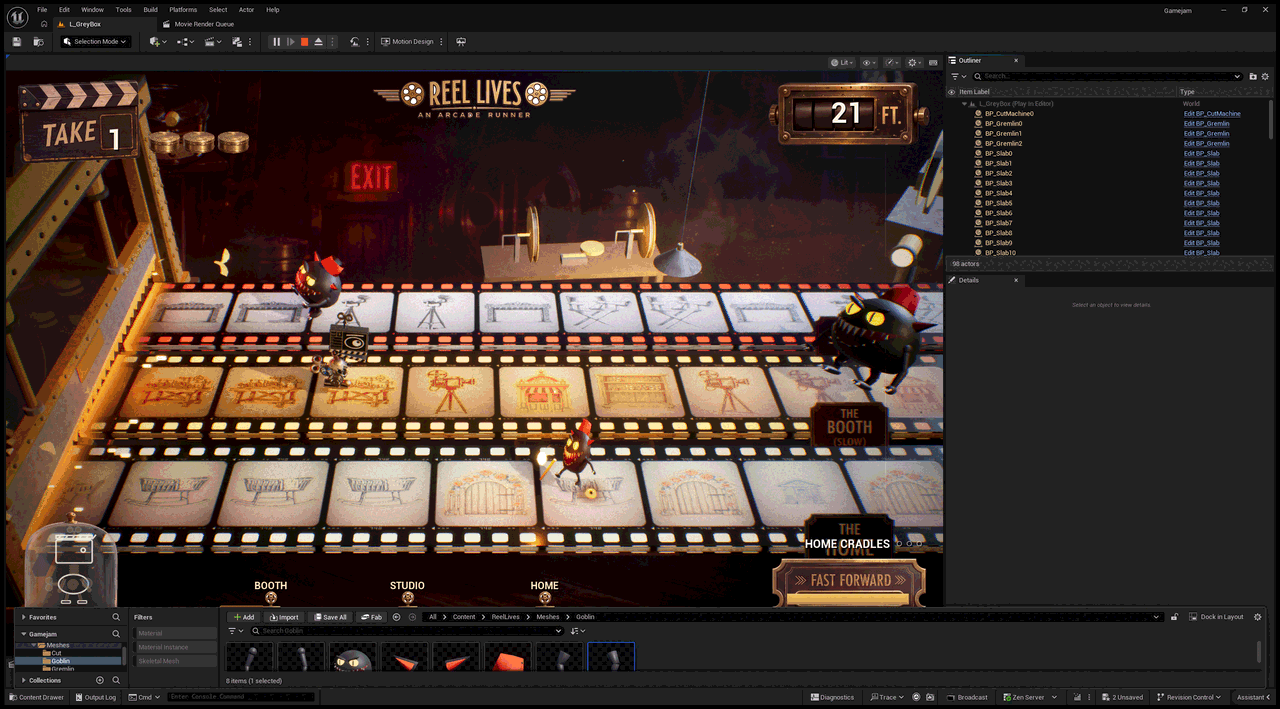 File Edit Window Tools Build Platforms Select Actor Help
Gamejam
L_GreyBox
Movie Render Queue
Selection Mode
Motion Design
Lit
Outliner
Search...
Item Label
Type
L_GreyBox (Play In Editor)
World
BP_CutMachine0
Edit BP_CutMachine
BP_Gremlin0
Edit BP_Gremlin
BP_Gremlin1
Edit BP_Gremlin
BP_Gremlin2
Edit BP_Gremlin
BP_Slab0
Edit BP_Slab
BP_Slab1
Edit BP_Slab
BP_Slab2
Edit BP_Slab
BP_Slab3
Edit BP_Slab
BP_Slab4
Edit BP_Slab
BP_Slab5
Edit BP_Slab
BP_Slab6
Edit BP_Slab
BP_Slab7
Edit BP_Slab
BP_Slab8
Edit BP_Slab
BP_Slab9
Edit BP_Slab
BP_Slab10
Edit BP_Slab
98 actors
Details
Select an object to view details.
TAKE 1
REEL LIVES
AN ARCADE RUNNER
21 FT.
EXIT
THE
BOOTH
(SLOW)
THE
HOME
HOME CRADLES
FAST FORWARD
BOOTH
STUDIO
HOME
Favorites
Gamejam
Meshes
Cut
Goblin
Gremlin
Collections
Filters
Material
Material Instance
Skeletal Mesh
Add
Import
Save All
Fab
All
Content
ReelLives
Meshes
Goblin
Dock in Layout
Search Goblin
8 items (1 selected)
Content Drawer
Output Log
Cmd
Enter Console Command
Diagnostics
Trace
Broadcast
Zen Server
2 Unsaved
Revision Control
Assistant